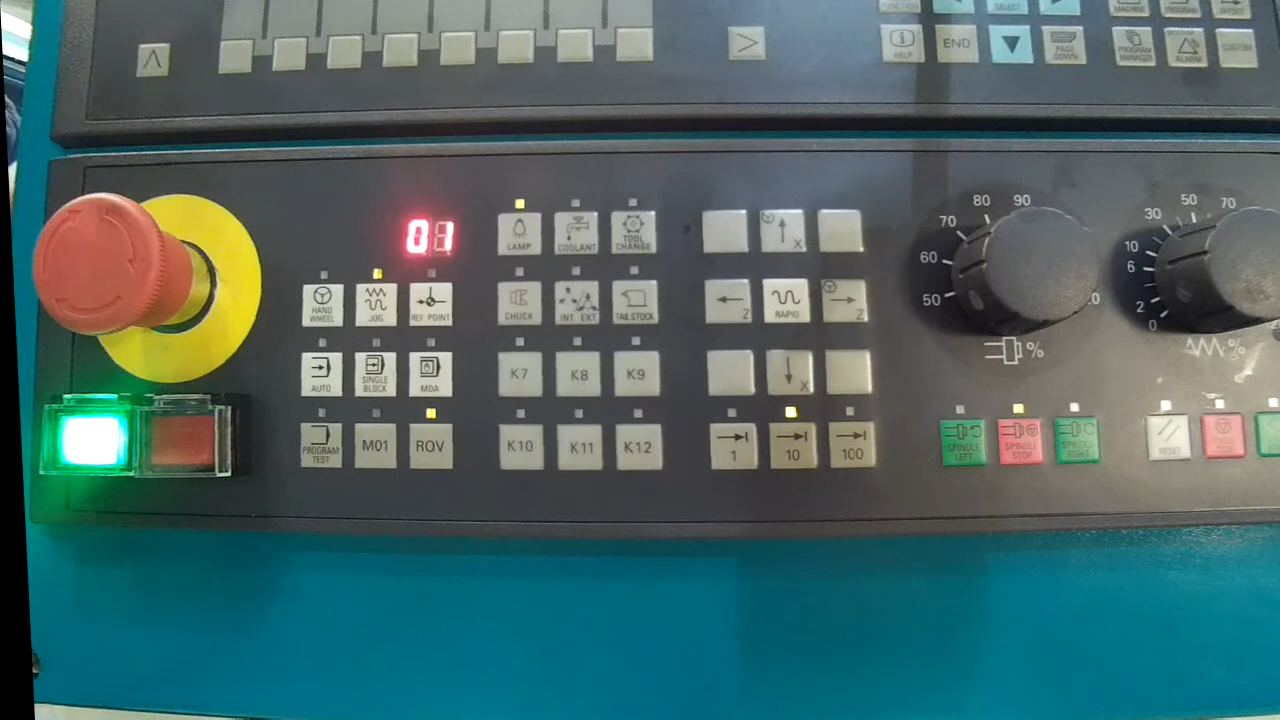 FUNCTION SELECT MACHINE PROGRAM OFFSET
> HELP END PAGE DOWN PROGRAM MANAGER ALARM CUSTOM
01
LAMP COOLANT TOOL CHANGE
X
HAND WHEEL JOG REF POINT
CHUCK INT EXT TAIL STOCK
Z RAPID Z
AUTO SINGLE BLOCK MDA
K7 K8 K9
X
PROGRAM TEST M01 ROV
K10 K11 K12
1 10 100
50 60 70 80 90
%
0 2 6 10 30 50 70
%
SPINDLE LEFT SPINDLE STOP SPINDLE RIGHT
RESET